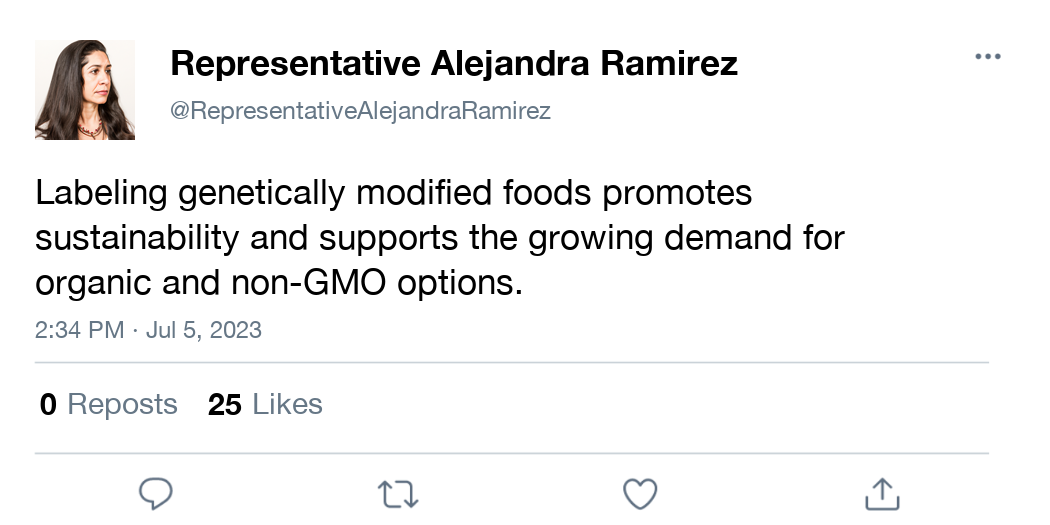 Representative Alejandra Ramirez
@RepresentativeAlejandraRamirez
Labeling genetically modified foods promotes
sustainability and supports the growing demand for
organic and non-GMO options.
2:34 PM · Jul 5, 2023
0 Reposts 25 Likes